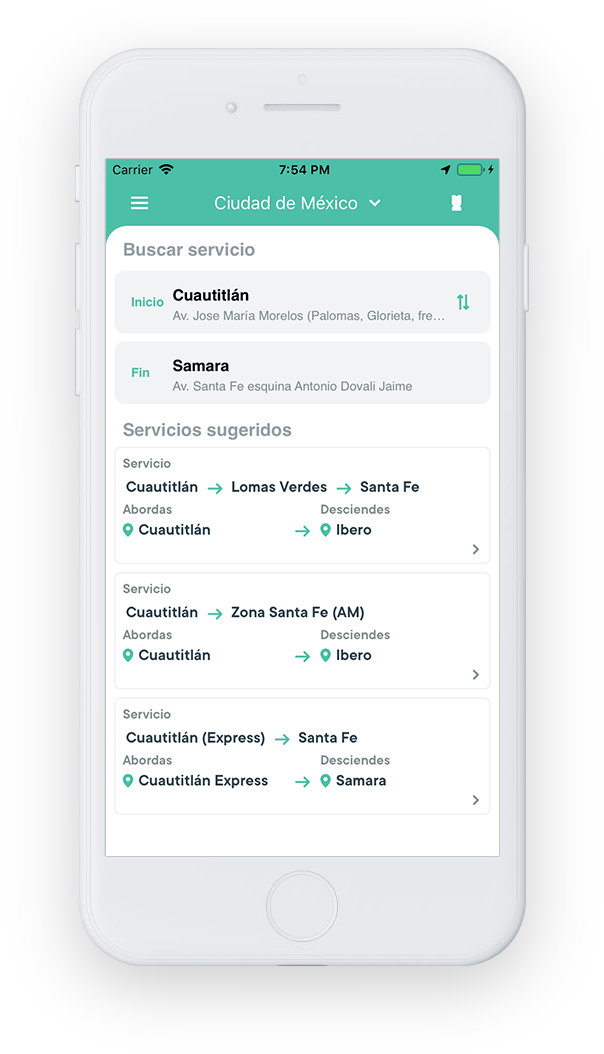 Carrier 7:54 PM
Ciudad de México
Buscar servicio
Inicio Cuautitlán
Av. Jose María Morelos (Palomas, Glorieta, fre...
Fin Samara
Av. Santa Fe esquina Antonio Dovali Jaime
Servicios sugeridos
Servicio
Cuautitlán → Lomas Verdes → Santa Fe
Abordas Desciendes
Cuautitlán → Ibero
Servicio
Cuautitlán → Zona Santa Fe (AM)
Abordas Desciendes
Cuautitlán → Ibero
Servicio
Cuautitlán (Express) → Santa Fe
Abordas Desciendes
Cuautitlán Express → Samara